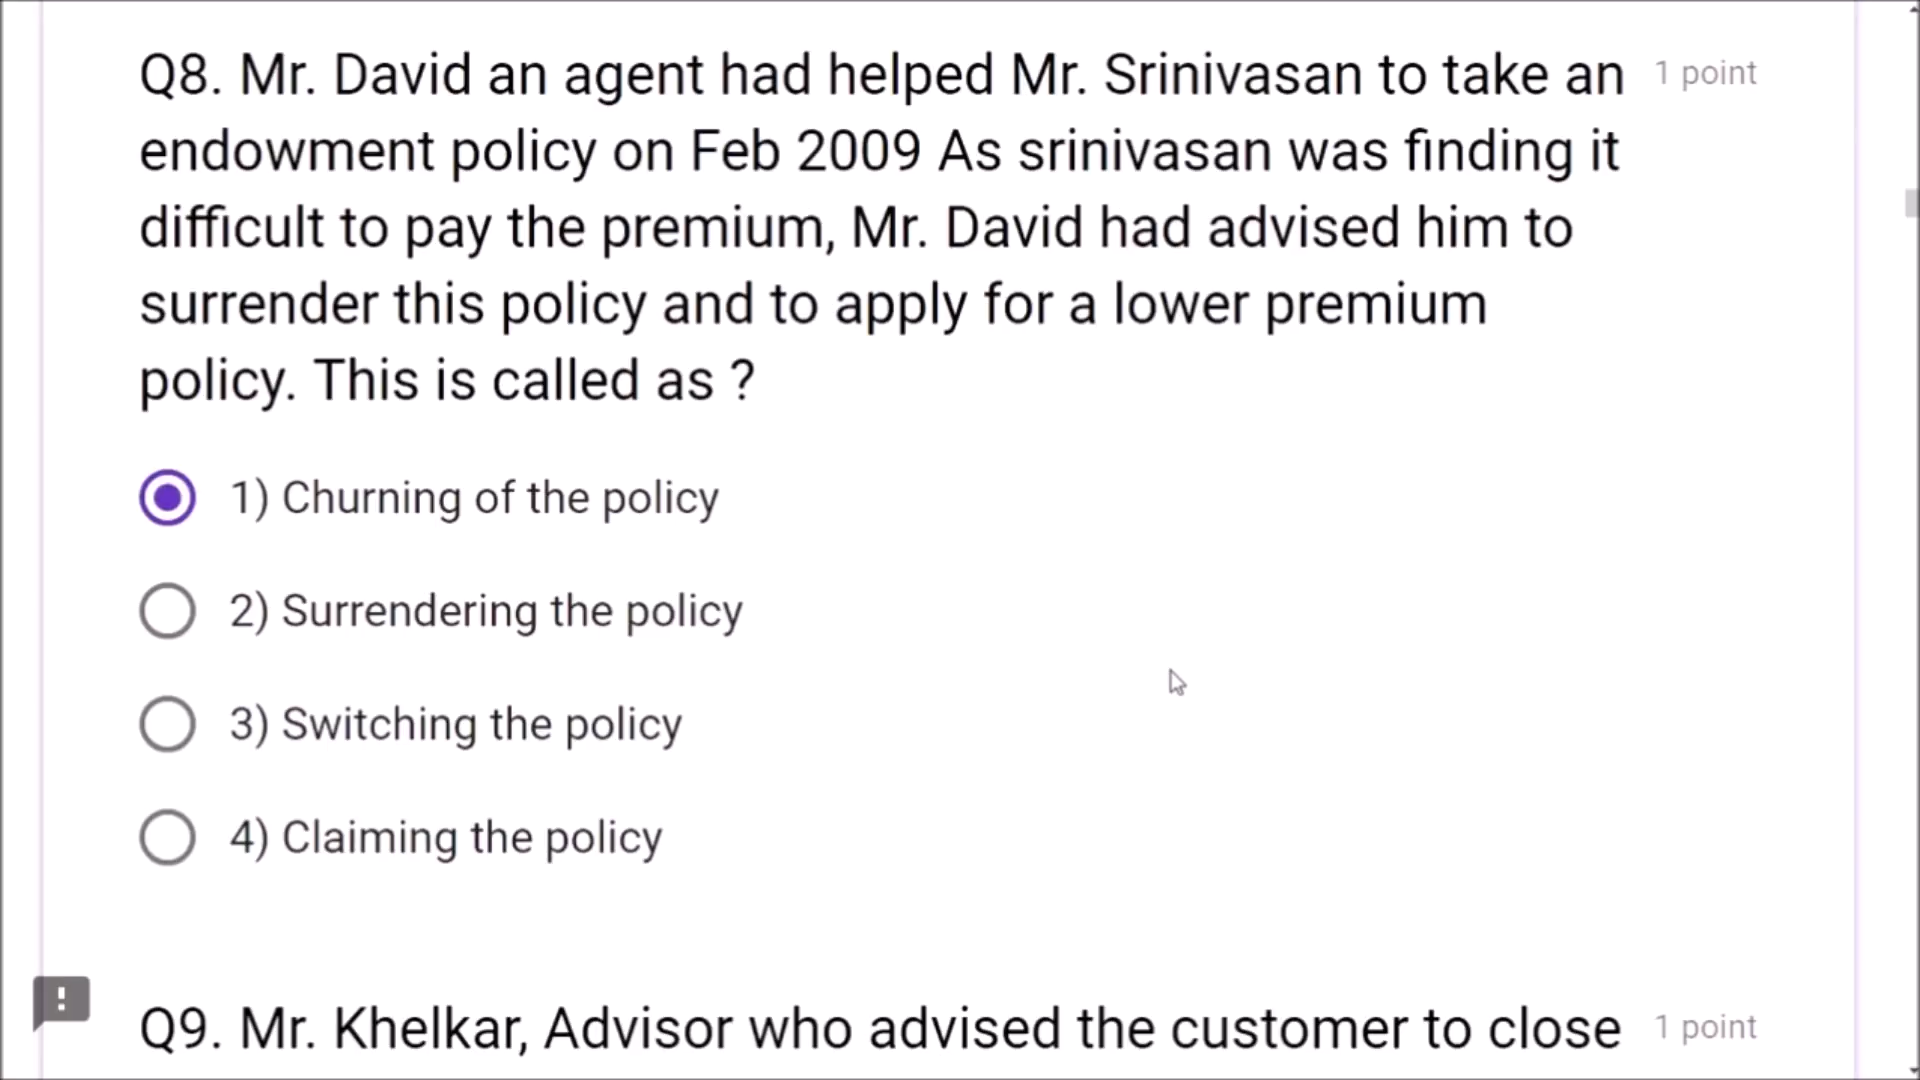 Q8. Mr. David an agent had helped Mr. Srinivasan to take an 1 point
endowment policy on Feb 2009 As srinivasan was finding it
difficult to pay the premium, Mr. David had advised him to
surrender this policy and to apply for a lower premium
policy. This is called as ?
1) Churning of the policy
2) Surrendering the policy
3) Switching the policy
4) Claiming the policy
Q9. Mr. Khelkar, Advisor who advised the customer to close 1 point